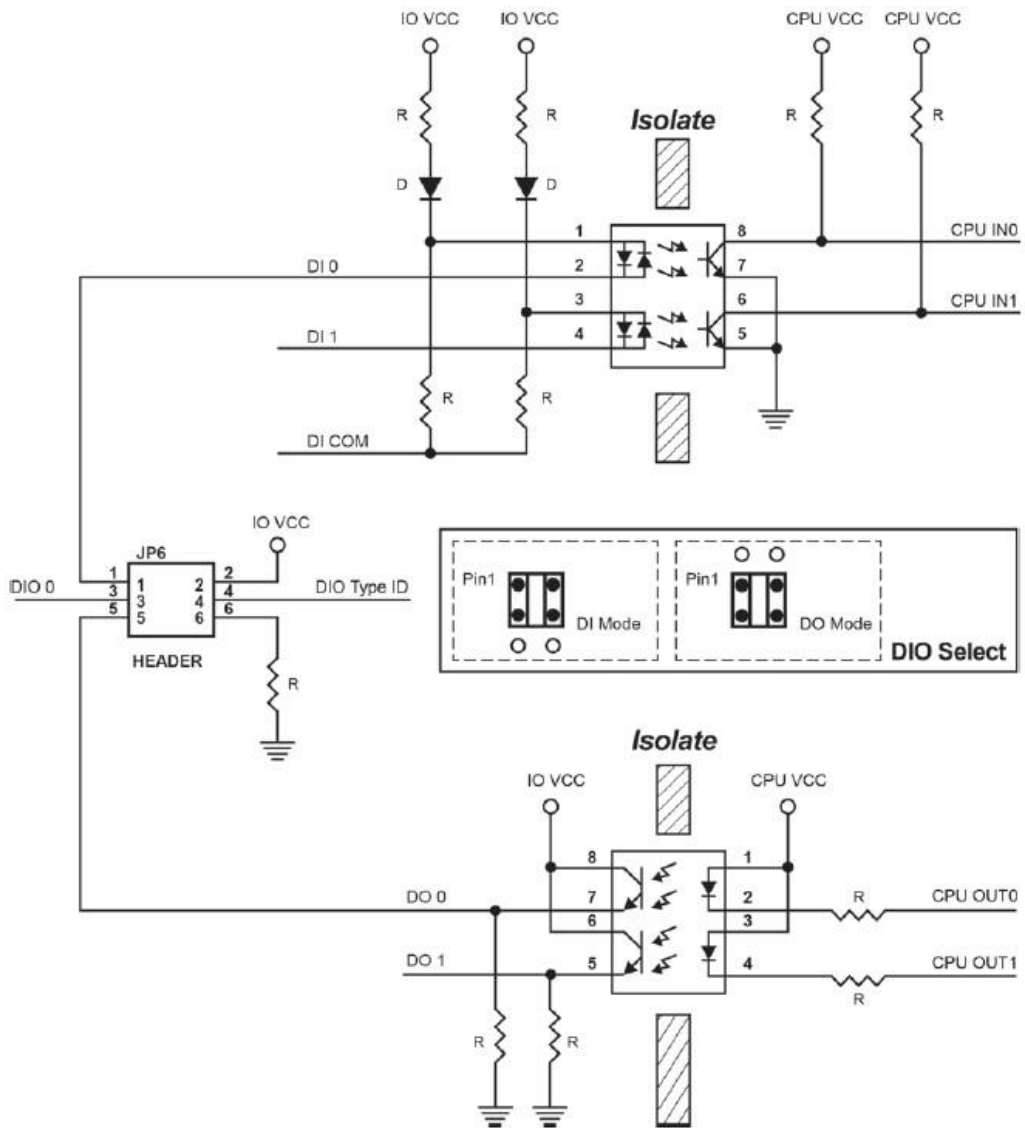 IO VCC IO VCC CPU VCC CPU VCC
R R R R
Isolate
D D
1 8 CPU IN0
DI 0 2 7
3 6 CPU IN1
DI 1 4 5
R R
DI COM
IO VCC
JP6
1 1 2 2
DIO 0 3 3 4 4 DIO Type ID
5 5 6 6
HEADER
R
Pin1 Pin1
DI Mode DO Mode
DIO Select
Isolate
IO VCC CPU VCC
8 1
DO 0 7 2 R CPU OUT0
6 3
DO 1 5 4 CPU OUT1
R
R R